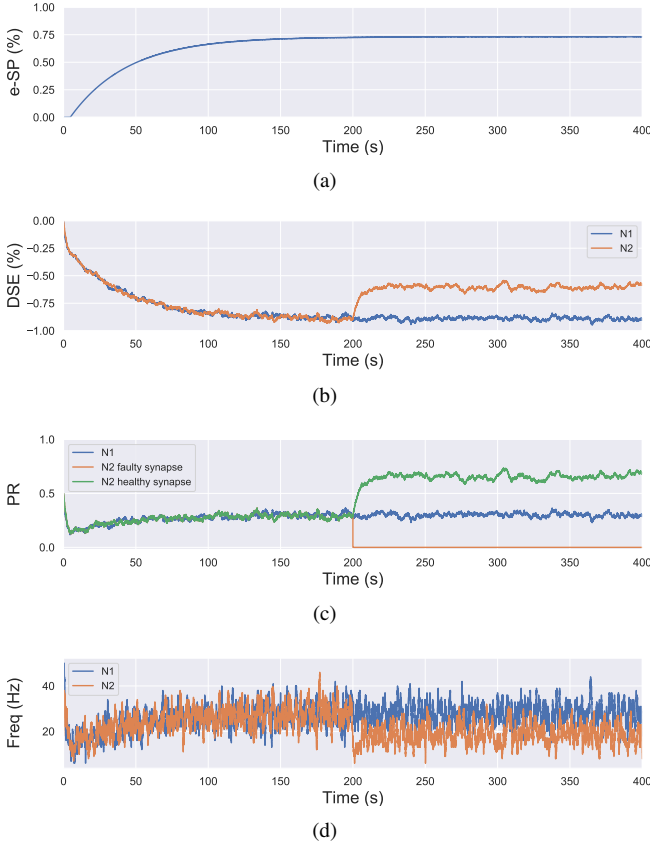 e-SP (%)
1.00
0.75
0.50
0.25
0.00
0 50 100 150 200 250 300 350 400
Time (s)
(a)
DSE (%)
0.00
−0.25
−0.50
−0.75
−1.00
N1
N2
0 50 100 150 200 250 300 350 400
Time (s)
(b)
PR
1.0
0.5
0.0
N1
N2 faulty synapse
N2 healthy synapse
0 50 100 150 200 250 300 350 400
Time (s)
(c)
Freq (Hz)
40
20
N1
N2
0 50 100 150 200 250 300 350 400
Time (s)
(d)